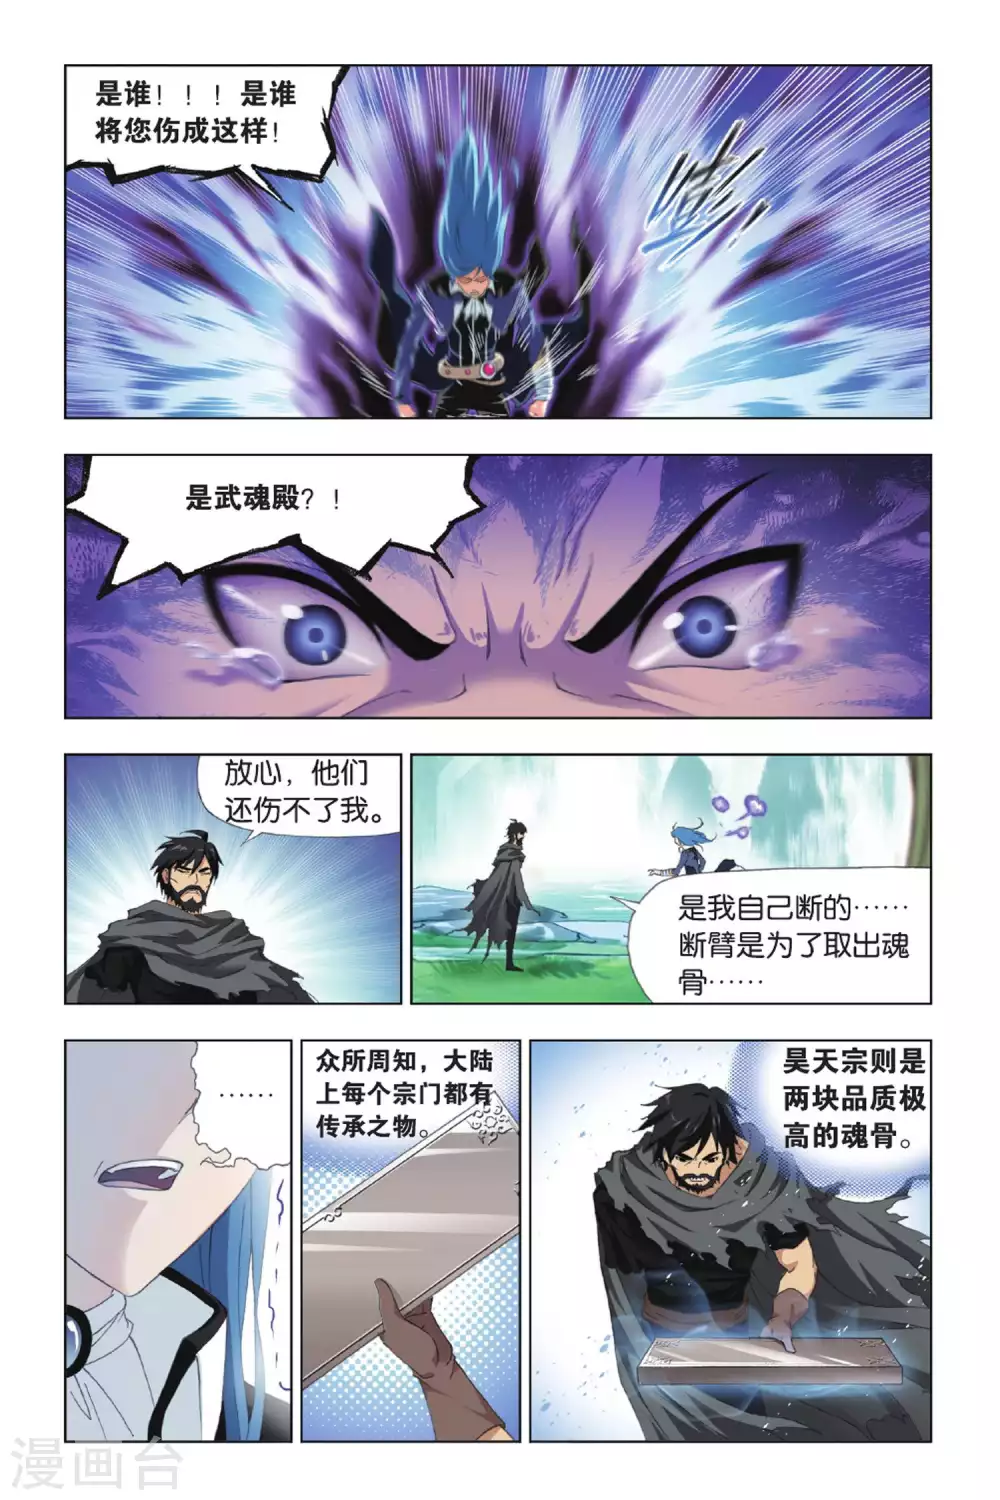 是谁！！！是谁
将您伤成这样！
是武魂殿？！
放心，他们
还伤不了我。
是我自己断的……
断臂是为了取出魂
骨……
……
众所周知，大陆
上每个宗门都有
传承之物。
昊天宗则是
两块品质极
高的魂骨。
漫画台